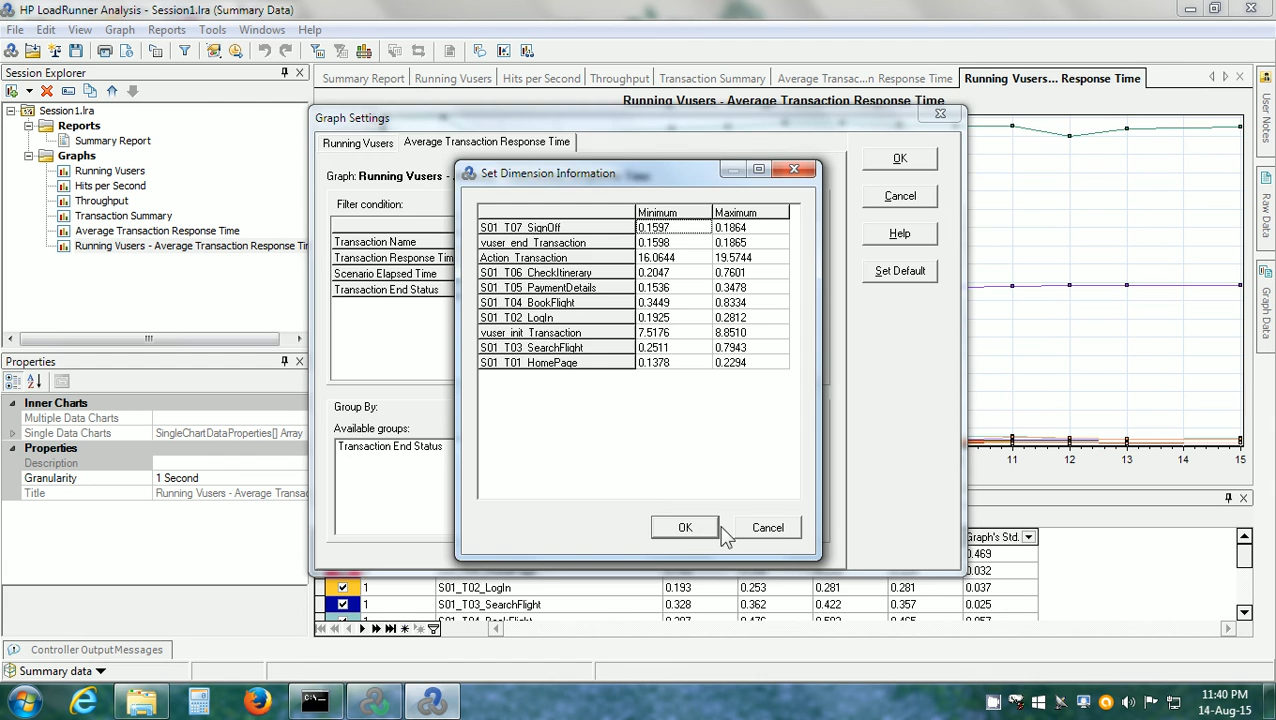 HP LoadRunner Analysis - Session1.lra (Summary Data)
File Edit View Graph Reports Tools Windows Help
Session Explorer
Summary Report Running Vusers Hits per Second Throughput Transaction Summary Average Transac...n Response Time Running Vusers... Response Time
Running Vusers - Average Transaction Response Time
Session1.lra
Reports
Summary Report
Graphs
Running Vusers
Hits per Second
Throughput
Transaction Summary
Average Transaction Response Time
Running Vusers - Average Transaction Response Tir
Properties
Inner Charts
Multiple Data Charts
Single Data Charts SingleChartDataProperties[] Array
Properties
Description
Granularity 1 Second
Title Running Vusers - Average Transac
Graph Settings
Running Vusers Average Transaction Response Time
Graph: Running Vusers -
Filter condition:
Transaction Name
Transaction Response Tim
Scenario Elapsed Time
Transaction End Status
Group By:
Available groups:
Transaction End Status
OK
Cancel
Help
Set Default
Set Dimension Information
Minimum Maximum
S01_T07_SignOff 0.1597 0.1864
vuser_end_Transaction 0.1598 0.1865
Action_Transaction 16.0644 19.5744
S01_T06_CheckItinerary 0.2047 0.7601
S01_T05_PaymentDetails 0.1536 0.3478
S01_T04_BookFlight 0.3449 0.8334
S01_T02_LogIn 0.1925 0.2812
vuser_init_Transaction 7.5176 8.8510
S01_T03_SearchFlight 0.2511 0.7943
S01_T01_HomePage 0.1378 0.2294
OK Cancel
11 12 13 14 15
User Notes
Raw Data
Graph Data
Graph's Std.
0.469
0.032
1 S01_T02_LogIn 0.193 0.253 0.281 0.281 0.037
1 S01_T03_SearchFlight 0.328 0.362 0.422 0.357 0.025
Controller Output Messages
Summary data
11:40 PM
14-Aug-15